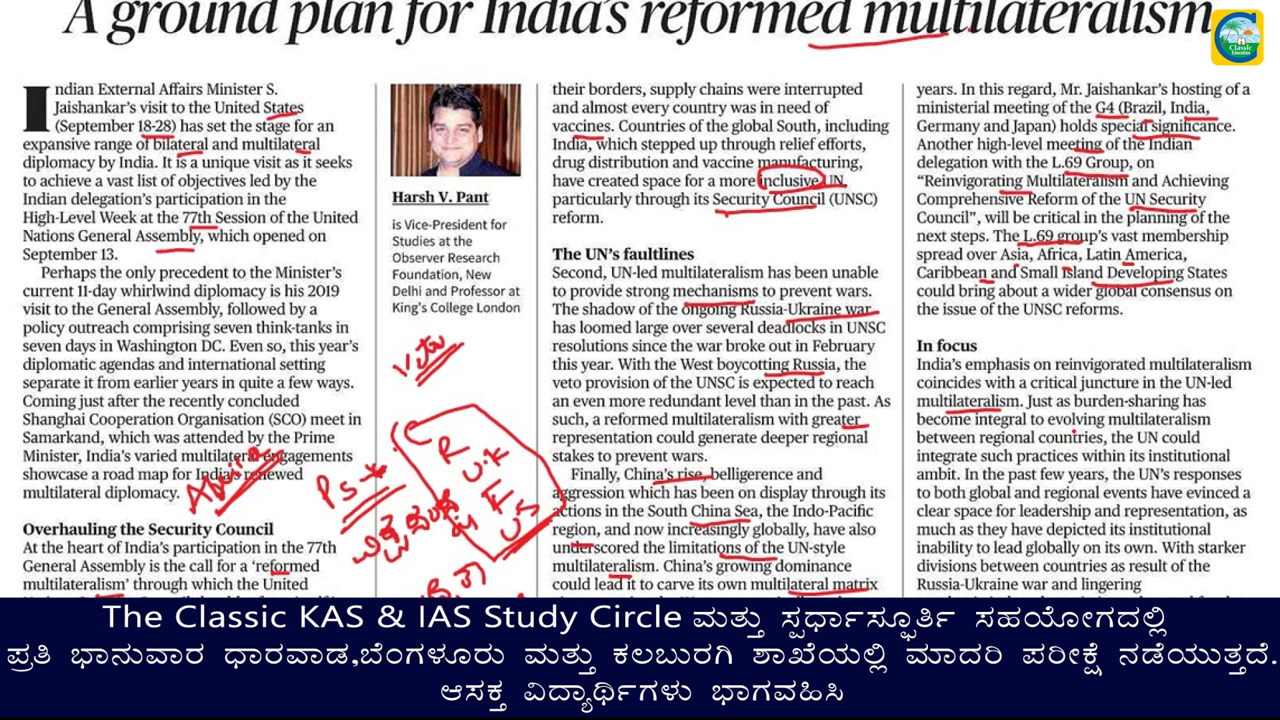 A ground plan for India's reformed multilateralism
Classic
Education
Indian External Affairs Minister S.
Jaishankar's visit to the United States
(September 18-28) has set the stage for an
expansive range of bilateral and multilateral
diplomacy by India. It is a unique visit as it seeks
to achieve a vast list of objectives led by the
Indian delegation's participation in the
High-Level Week at the 77th Session of the United
Nations General Assembly, which opened on
September 13.
Perhaps the only precedent to the Minister's
current 11-day whirlwind diplomacy is his 2019
visit to the General Assembly, followed by a
policy outreach comprising seven think-tanks in
seven days in Washington DC. Even so, this year's
diplomatic agendas and international setting
separate it from earlier years in quite a few ways.
Coming just after the recently concluded
Shanghai Cooperation Organisation (SCO) meet in
Samarkand, which was attended by the Prime
Minister, India's varied multilateral engagements
showcase a road map for India's renewed
multilateral diplomacy.
Overhauling the Security Council
At the heart of India's participation in the 77th
General Assembly is the call for a 'reformed
multilateralism' through which the United
Harsh V. Pant
is Vice-President for
Studies at the
Observer Research
Foundation, New
Delhi and Professor at
King's College London
C
R
U.K
F
US
their borders, supply chains were interrupted
and almost every country was in need of
vaccines. Countries of the global South, including
India, which stepped up through relief efforts,
drug distribution and vaccine manufacturing,
have created space for a more inclusive UN,
particularly through its Security Council (UNSC)
reform.
The UN's faultlines
Second, UN-led multilateralism has been unable
to provide strong mechanisms to prevent wars.
The shadow of the ongoing Russia-Ukraine war
has loomed large over several deadlocks in UNSC
resolutions since the war broke out in February
this year. With the West boycotting Russia, the
veto provision of the UNSC is expected to reach
an even more redundant level than in the past. As
such, a reformed multilateralism with greater
representation could generate deeper regional
stakes to prevent wars.
Finally, China's rise, belligerence and
aggression which has been on display through its
actions in the South China Sea, the Indo-Pacific
region, and now increasingly globally, have also
underscored the limitations of the UN-style
multilateralism. China's growing dominance
could lead it to carve its own multilateral matrix
years. In this regard, Mr. Jaishankar's hosting of a
ministerial meeting of the G4 (Brazil, India,
Germany and Japan) holds special significance.
Another high-level meeting of the Indian
delegation with the L.69 Group, on
“Reinvigorating Multilateralism and Achieving
Comprehensive Reform of the UN Security
Council”, will be critical in the planning of the
next steps. The L.69 group's vast membership
spread over Asia, Africa, Latin America,
Caribbean and Small Island Developing States
could bring about a wider global consensus on
the issue of the UNSC reforms.
In focus
India's emphasis on reinvigorated multilateralism
coincides with a critical juncture in the UN-led
multilateralism. Just as burden-sharing has
become integral to evolving multilateralism
between regional countries, the UN could
integrate such practices within its institutional
ambit. In the past few years, the UN's responses
to both global and regional events have evinced a
clear space for leadership and representation, as
much as they have depicted its institutional
inability to lead globally on its own. With starker
divisions between countries as result of the
Russia-Ukraine war and lingering
The Classic KAS & IAS Study Circle ಮತ್ತು ಸ್ಪರ್ಧಾಸ್ಫೂರ್ತಿ ಸಹಯೋಗದಲ್ಲಿ
ಪ್ರತಿ ಭಾನುವಾರ ಧಾರವಾಡ,ಬೆಂಗಳೂರು ಮತ್ತು ಕಲಬುರಗಿ ಶಾಖೆಯಲ್ಲಿ ಮಾದರಿ ಪರೀಕ್ಷೆ ನಡೆಯುತ್ತದೆ.
ಆಸಕ್ತ ವಿದ್ಯಾರ್ಥಿಗಳು ಭಾಗವಹಿಸಿ